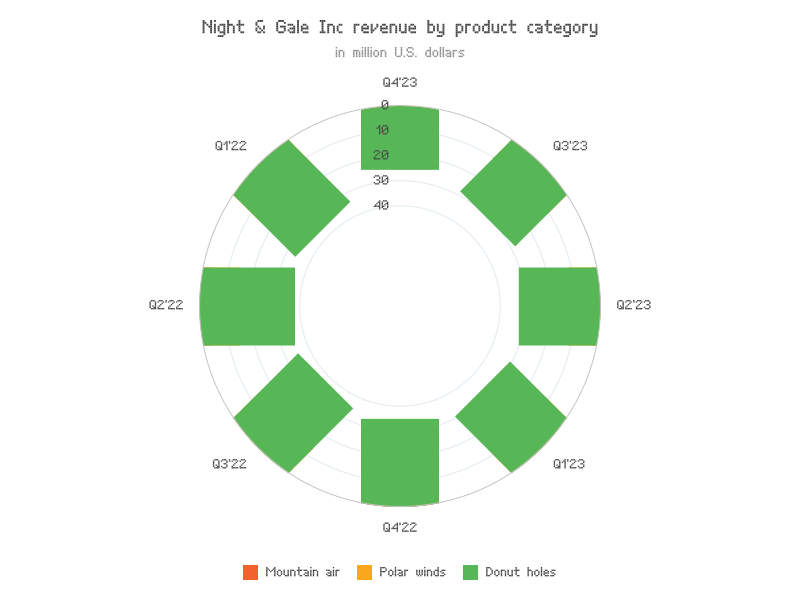 Night & Gale Inc revenue by product category
in million U.S. dollars
Q4'23
0
Q1'22
10
Q3'23
20
30
40
Q2'22
Q2'23
Q3'22
Q1'23
Q4'22
Mountain air
Polar winds
Donut holes